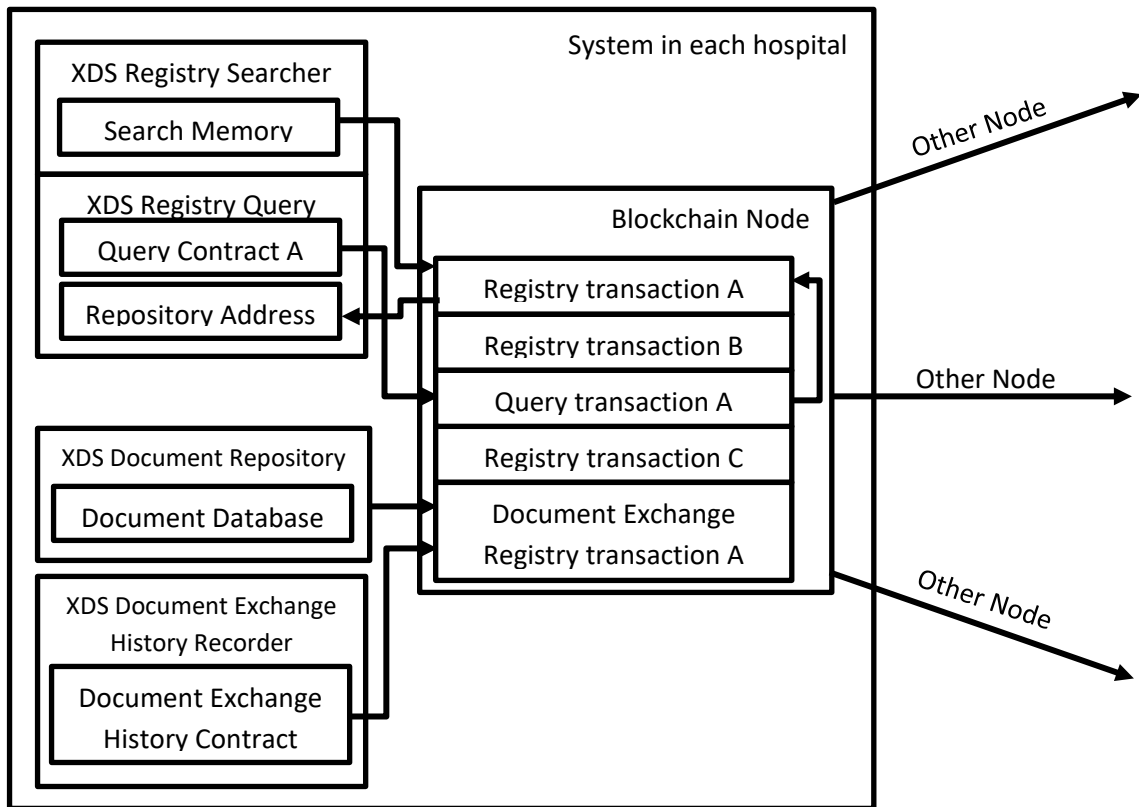 System in each hospital
XDS Registry Searcher
Search Memory
XDS Registry Query
Query Contract A
Repository Address
XDS Document Repository
Document Database
XDS Document Exchange
History Recorder
Document Exchange
History Contract
Blockchain Node
Registry transaction A
Registry transaction B
Query transaction A
Registry transaction C
Document Exchange
Registry transaction A
Other Node
Other Node
Other Node